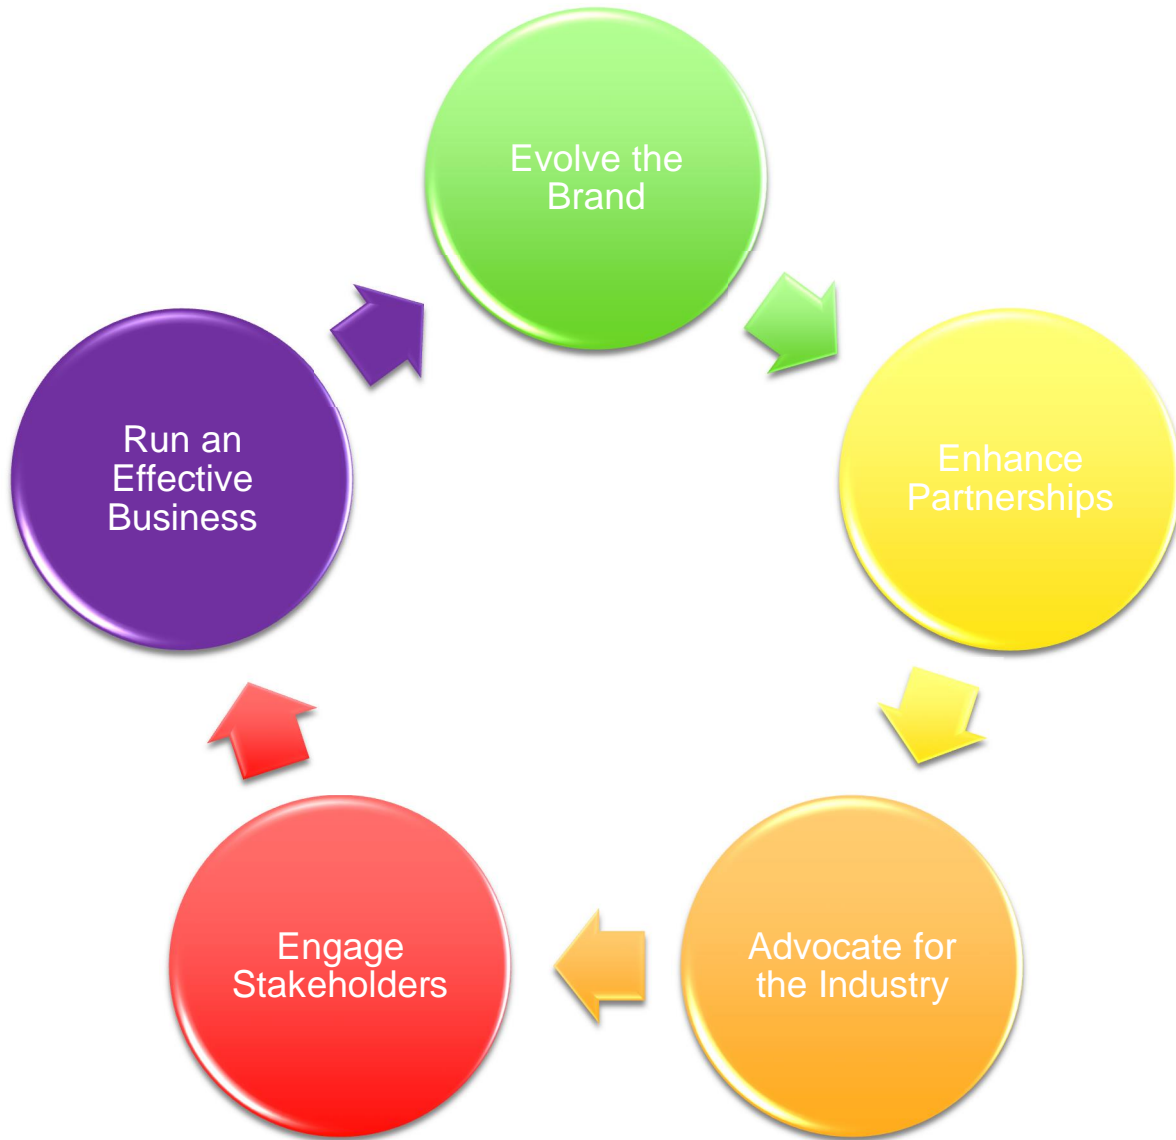 Evolve the
Brand
Enhance
Partnerships
Advocate for
the Industry
Engage
Stakeholders
Run an
Effective
Business